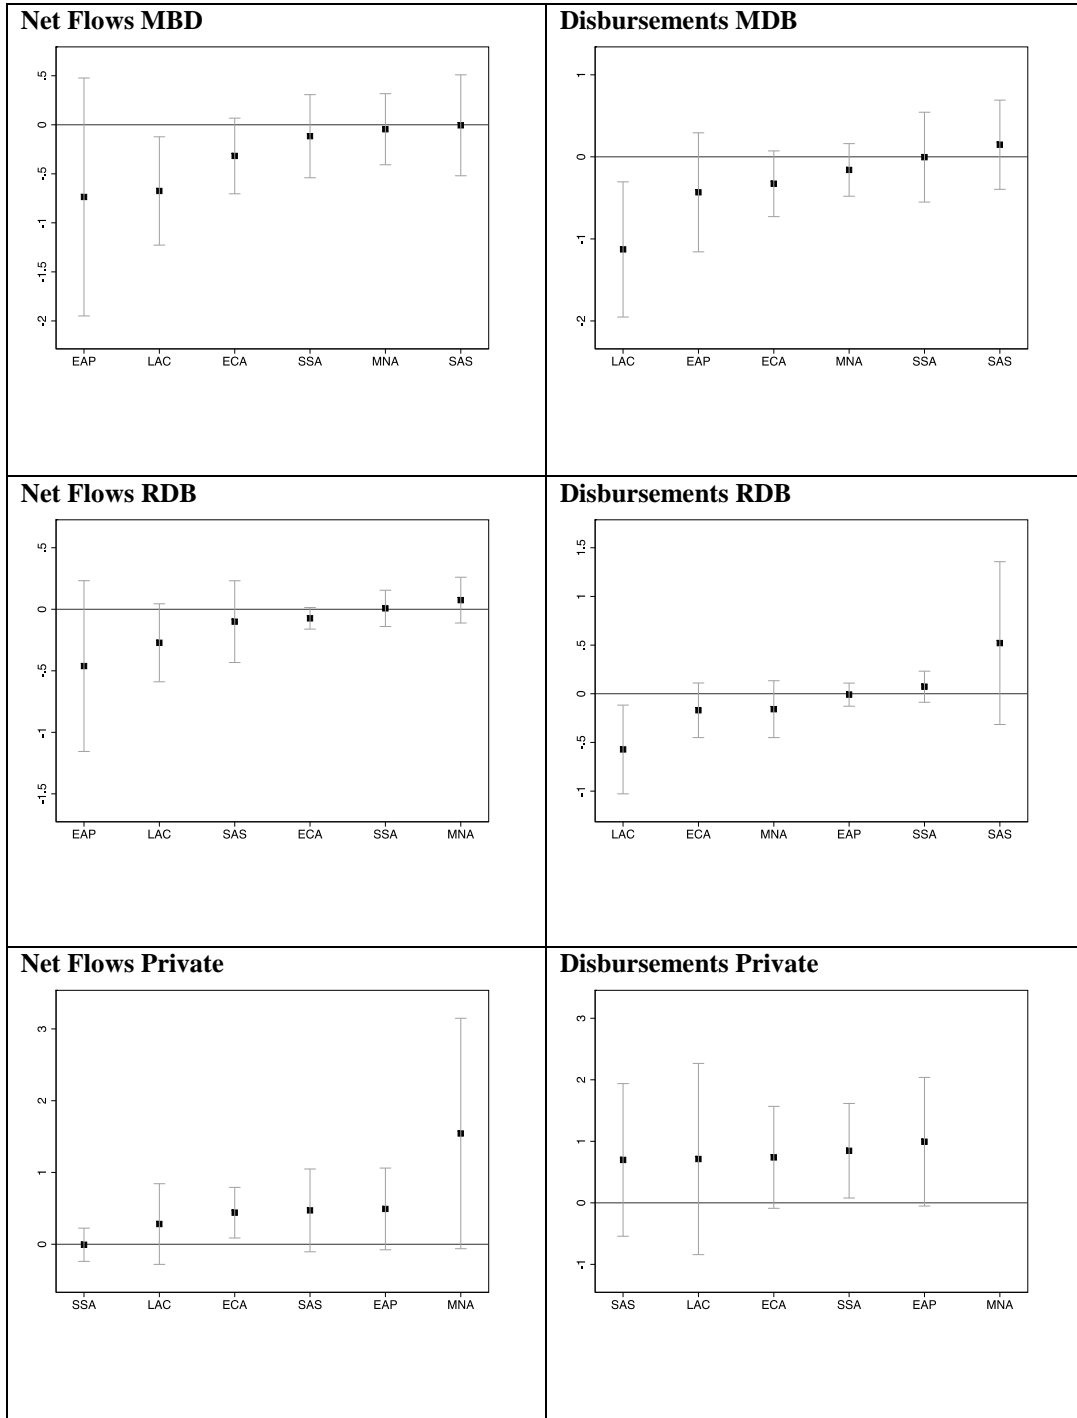 Net Flows MBD
.5
0
-.5
-1
-1.5
-2
EAP LAC ECA SSA MNA SAS
Disbursements MDB
1
0
-1
-2
LAC EAP ECA MNA SSA SAS
Net Flows RDB
.5
0
-.5
-1
-1.5
EAP LAC SAS ECA SSA MNA
Disbursements RDB
1.5
1
.5
0
-.5
-1
LAC ECA MNA EAP SSA SAS
Net Flows Private
3
2
1
0
SSA LAC ECA SAS EAP MNA
Disbursements Private
3
2
1
0
-1
SAS LAC ECA SSA EAP MNA